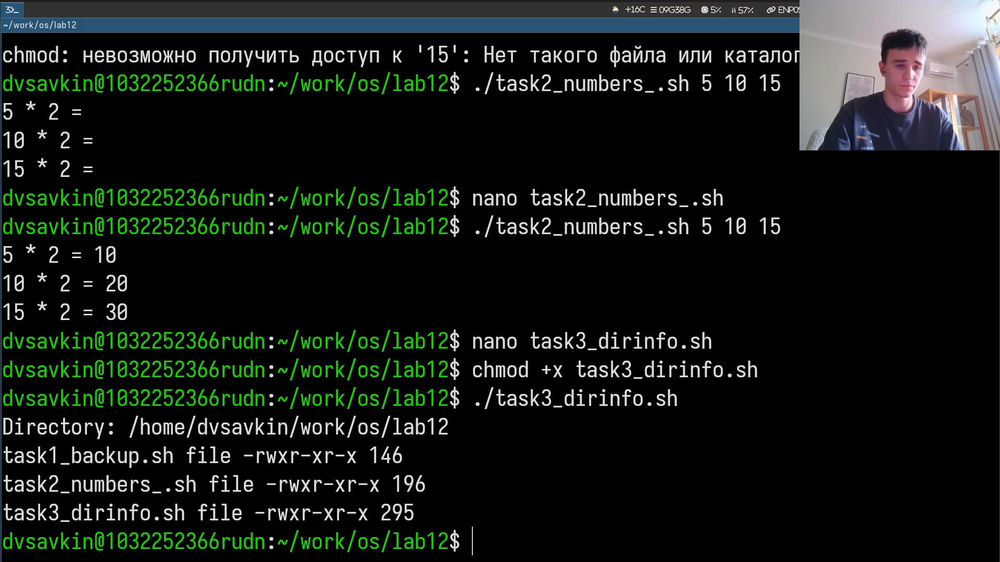 3>_
+16C 09G38G 5% й 57% ENP0S
~/work/os/lab12
chmod: невозможно получить доступ к '15': Нет такого файла или каталог
dvsavkin@1032252366rudn:~/work/os/lab12$ ./task2_numbers_.sh 5 10 15
5 * 2 =
10 * 2 =
15 * 2 =
dvsavkin@1032252366rudn:~/work/os/lab12$ nano task2_numbers_.sh
dvsavkin@1032252366rudn:~/work/os/lab12$ ./task2_numbers_.sh 5 10 15
5 * 2 = 10
10 * 2 = 20
15 * 2 = 30
dvsavkin@1032252366rudn:~/work/os/lab12$ nano task3_dirinfo.sh
dvsavkin@1032252366rudn:~/work/os/lab12$ chmod +x task3_dirinfo.sh
dvsavkin@1032252366rudn:~/work/os/lab12$ ./task3_dirinfo.sh
Directory: /home/dvsavkin/work/os/lab12
task1_backup.sh file -rwxr-xr-x 146
task2_numbers_.sh file -rwxr-xr-x 196
task3_dirinfo.sh file -rwxr-xr-x 295
dvsavkin@1032252366rudn:~/work/os/lab12$